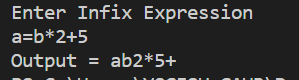 Enter Infix Expression
a=b*2+5
Output = ab2*5+